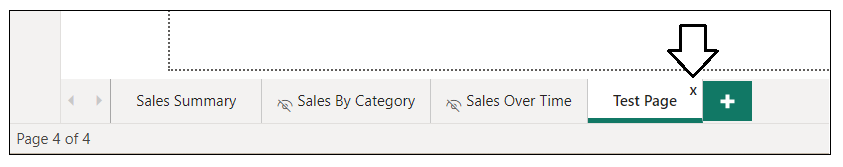 Sales Summary Sales By Category Sales Over Time Test Page x +
Page 4 of 4